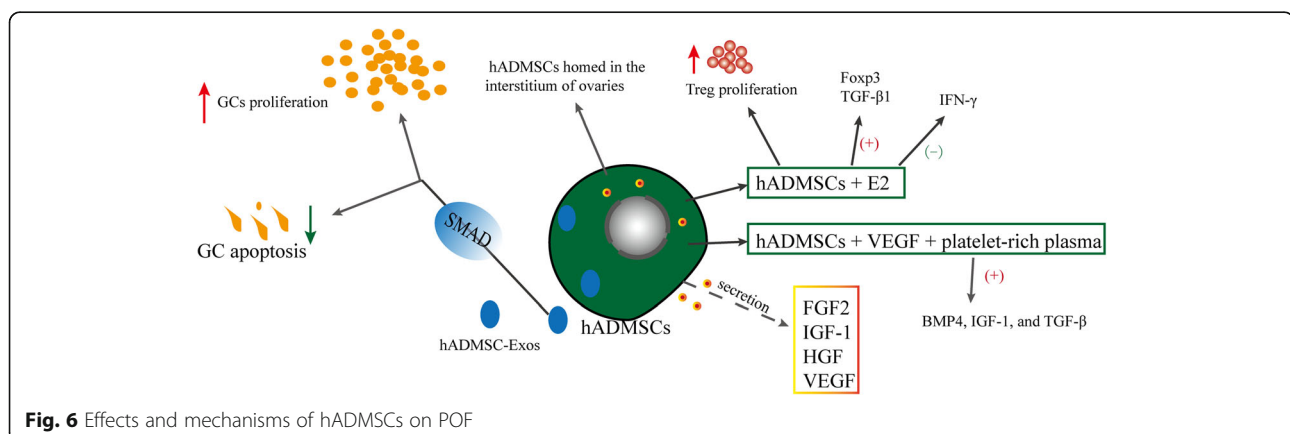 GCs proliferation
hADMSCs homed in the
interstitium of ovaries
Treg proliferation
Foxp3
TGF-β1
IFN-γ
(+)
(−)
hADMSCs + E2
GC apoptosis
SMAD
hADMSCs + VEGF + platelet-rich plasma
(+)
secretion
BMP4, IGF-1, and TGF-β
hADMSCs
hADMSC-Exos
FGF2
IGF-1
HGF
VEGF
Fig. 6 Effects and mechanisms of hADMSCs on POF